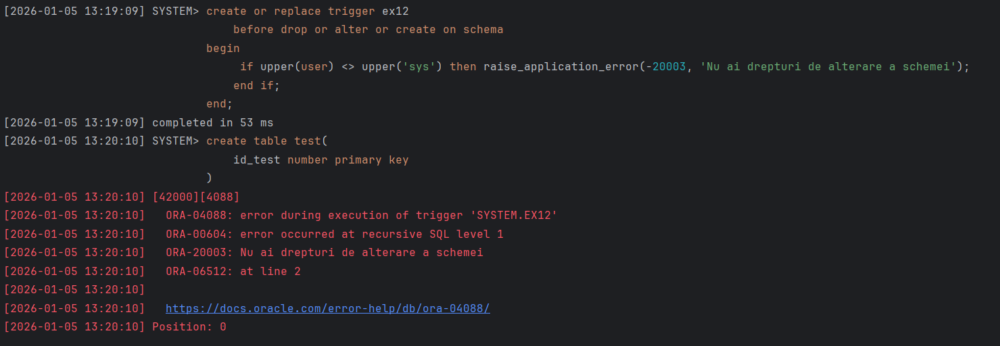 [2026-01-05 13:19:09] SYSTEM> create or replace trigger ex12
before drop or alter or create on schema
begin
if upper(user) <> upper('sys') then raise_application_error(-20003, 'Nu ai drepturi de alterare a schemei');
end if;
end;
[2026-01-05 13:19:09] completed in 53 ms
[2026-01-05 13:20:10] SYSTEM> create table test(
id_test number primary key
)
[2026-01-05 13:20:10] [42000][4088]
[2026-01-05 13:20:10] ORA-04088: error during execution of trigger 'SYSTEM.EX12'
[2026-01-05 13:20:10] ORA-00604: error occurred at recursive SQL level 1
[2026-01-05 13:20:10] ORA-20003: Nu ai drepturi de alterare a schemei
[2026-01-05 13:20:10] ORA-06512: at line 2
[2026-01-05 13:20:10]
[2026-01-05 13:20:10] https://docs.oracle.com/error-help/db/ora-04088/
[2026-01-05 13:20:10] Position: 0